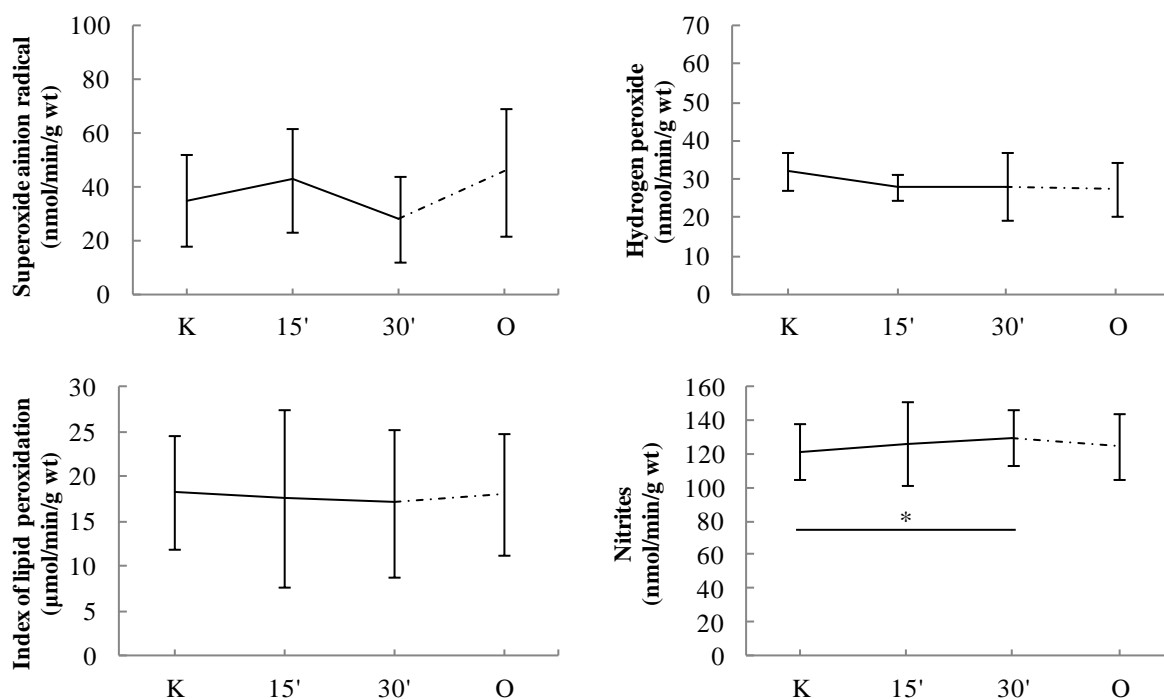 Superoxide ainion radical
(nmol/min/g wt)
100
80
60
40
20
0
K 15' 30' O
Hydrogen peroxide
(nmol/min/g wt)
70
60
50
40
30
20
10
0
K 15' 30' O
Index of lipid peroxidation
(μmol/min/g wt)
30
25
20
15
10
5
0
K 15' 30' O
Nitrites
(nmol/min/g wt)
160
140
120
100
80
60
40
20
0
*
K 15' 30' O